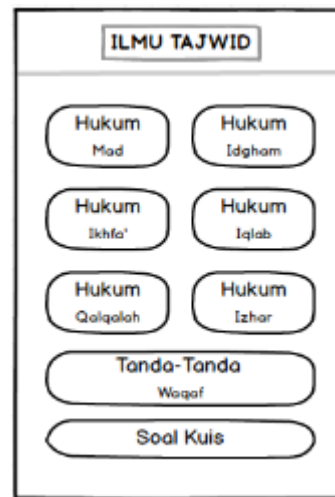 ILMU TAJWID
Hukum
Mad
Hukum
Idgham
Hukum
Ikhfa'
Hukum
Iqlab
Hukum
Qalqalah
Hukum
Izhar
Tanda-Tanda
Waqaf
Soal Kuis